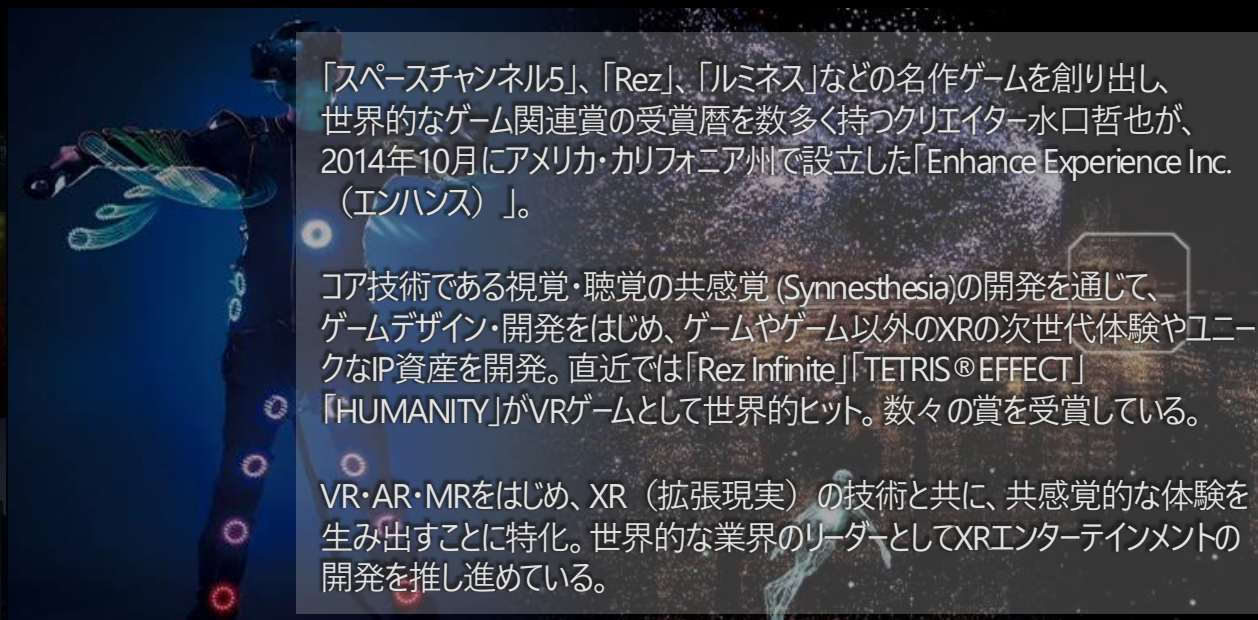 「スペースチャンネル5」、「Rez」、「ルミネス」などの名作ゲームを創り出し、
世界的なゲーム関連賞の受賞暦を数多く持つクリエイター水口哲也が、
2014年10月にアメリカ・カリフォニア州で設立した「Enhance Experience Inc.
（エンハンス）」。
コア技術である視覚・聴覚の共感覚 (Synnesthesia)の開発を通じて、
ゲームデザイン・開発をはじめ、ゲームやゲーム以外のXRの次世代体験やユニー
クなIP資産を開発。直近では「Rez Infinite」「TETRIS®EFFECT」
「HUMANITY」がVRゲームとして世界的ヒット。数々の賞を受賞している。
VR・AR・MRをはじめ、XR（拡張現実）の技術と共に、共感覚的な体験を
生み出すことに特化。世界的な業界のリーダーとしてXRエンターテインメントの
開発を推し進めている。